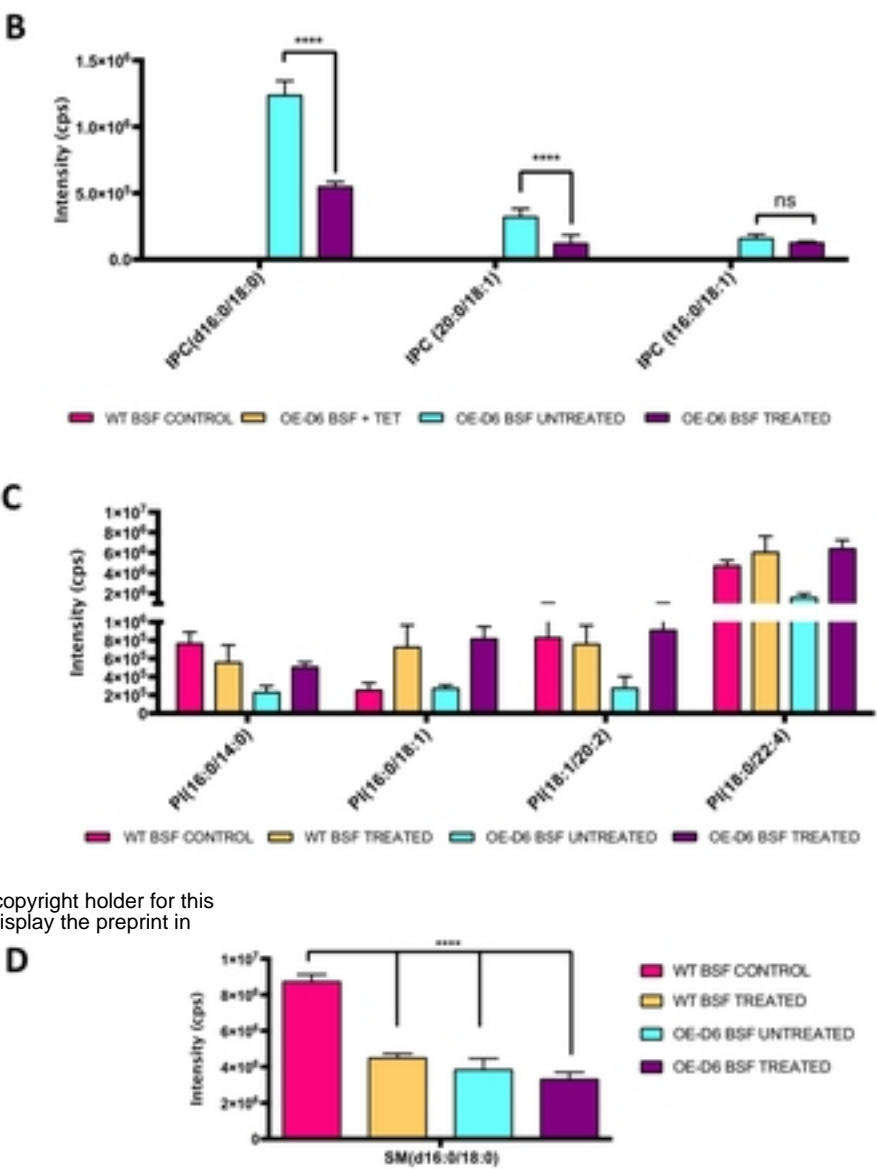 B
****
1.5×10⁶
Intensity (cps)
1.0×10⁶
****
5.0×10⁵
ns
0.0
IPC(d16:0/18:0)
IPC (20:0/18:1)
IPC (t16:0/18:1)
WT BSF CONTROL OE-D6 BSF + TET OE-D6 BSF UNTREATED OE-D6 BSF TREATED
C
1×10⁷
8×10⁶
6×10⁶
4×10⁶
2×10⁶
Intensity (cps)
1×10⁶
8×10⁵
6×10⁵
4×10⁵
2×10⁵
0
PI(16:0/14:0)
PI(16:0/18:1)
PI(18:1/20:2)
PI(18:0/22:4)
WT BSF CONTROL WT BSF TREATED OE-D6 BSF UNTREATED OE-D6 BSF TREATED
copyright holder for this
isplay the preprint in
D
****
1×10⁷
8×10⁶
6×10⁶
4×10⁶
2×10⁶
0
Intensity (cps)
SM(d16:0/18:0)
WT BSF CONTROL
WT BSF TREATED
OE-D6 BSF UNTREATED
OE-D6 BSF TREATED